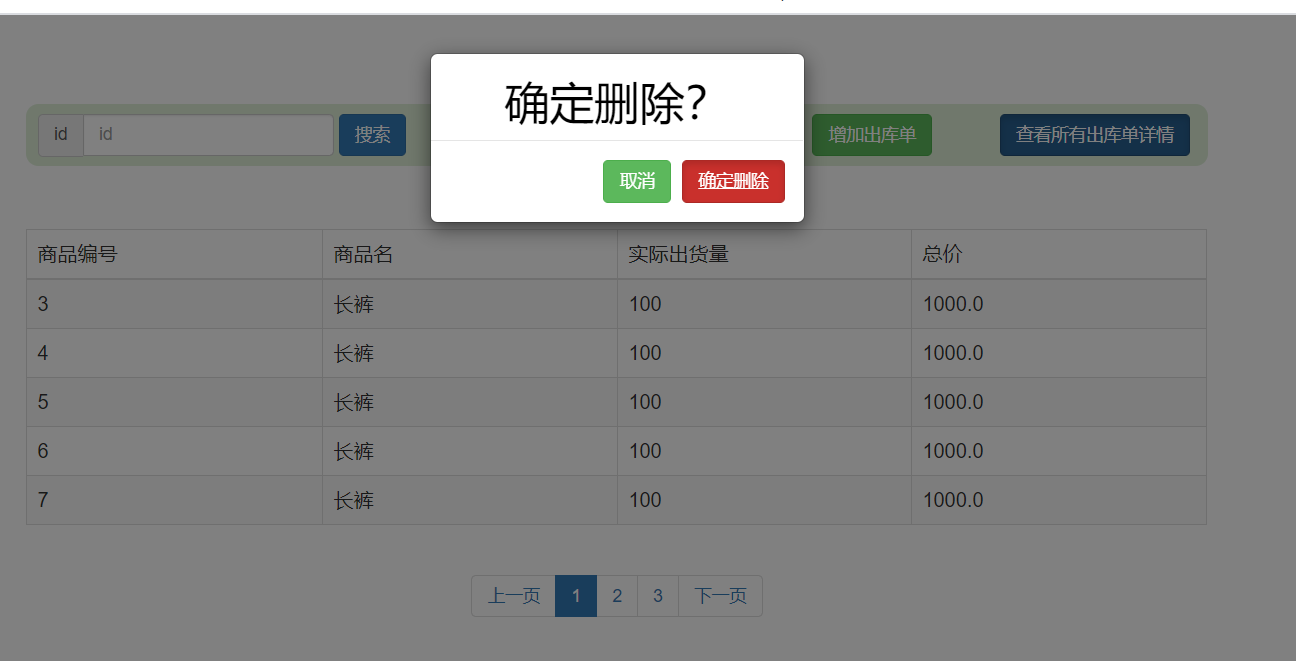 确定删除?
id id 搜索 增加出库单 查看所有出库单详情
取消 确定删除
商品编号 商品名 实际出货量 总价
3 长裤 100 1000.0
4 长裤 100 1000.0
5 长裤 100 1000.0
6 长裤 100 1000.0
7 长裤 100 1000.0
上一页 1 2 3 下一页